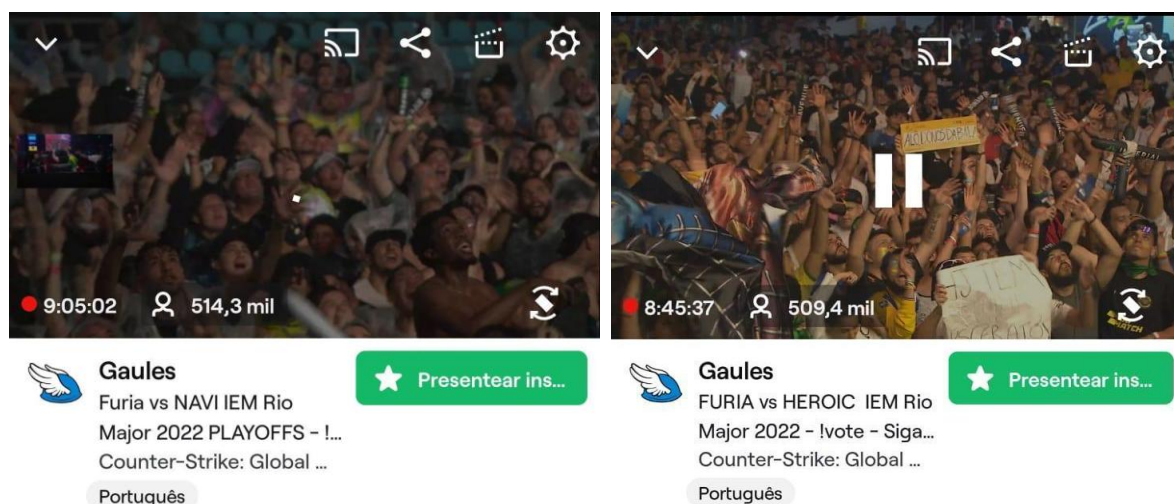 9:05:02 514,3 mil
Gaules
Presentear ins...
Furia vs NAVI IEM Rio
Major 2022 PLAYOFFS - !...
Counter-Strike: Global ...
Português
8:45:37 509,4 mil
Gaules
Presentear ins...
FURIA vs HEROIC IEM Rio
Major 2022 - !vote - Siga...
Counter-Strike: Global ...
Português